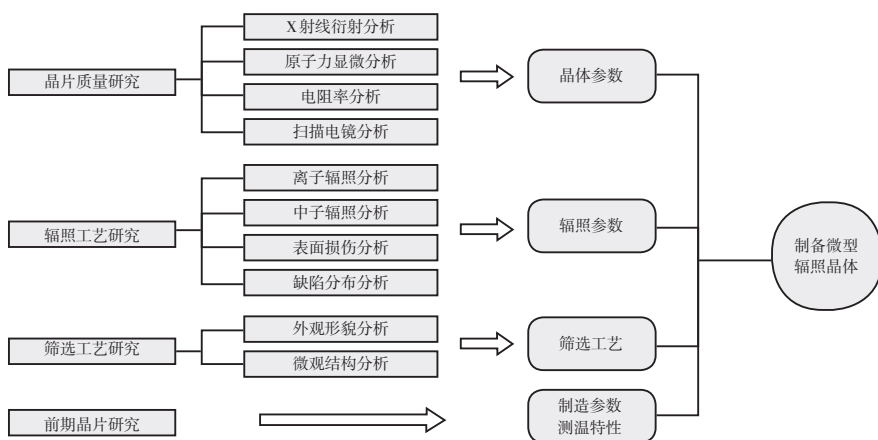 X射线衍射分析
原子力显微分析
晶片质量研究
晶体参数
电阻率分析
扫描电镜分析
离子辐照分析
中子辐照分析
辐照工艺研究
辐照参数
表面损伤分析
缺陷分布分析
制备微型
辐照晶体
外观形貌分析
筛选工艺研究
筛选工艺
微观结构分析
前期晶片研究
制造参数
测温特性